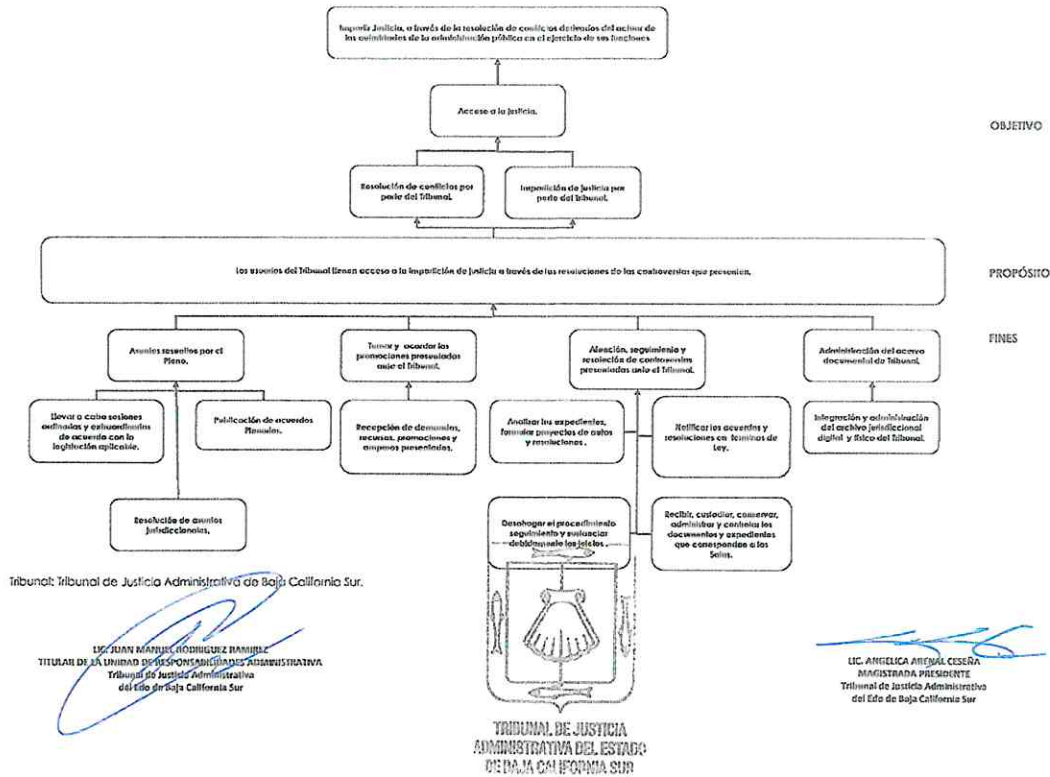 Impartir Justicia, a través de la resolución de conflictos derivados del actuar de
las autoridades de la administración pública en el ejercicio de sus funciones
Acceso a la justicia.
OBJETIVO
Resolución de conflictos por
parte del Tribunal.
Impartición de justicia por
parte del Tribunal.
Los usuarios del Tribunal tienen acceso a la impartición de justicia a través de las resoluciones de las controversias que presenten.
PROPÓSITO
FINES
Asuntos resueltos por el
Pleno.
Turnar y acordar las
promociones presentadas
ante el Tribunal.
Atención, seguimiento y
resolución de controversias
presentadas ante el Tribunal.
Administración del acervo
documental de Tribunal.
Llevar a cabo sesiones
ordinarias y extraordinarias
de acuerdo con la
legislación aplicable.
Publicación de acuerdos
Plenarios.
Recepción de demandas,
recursos, promociones y
amparos presentados.
Analizar los expedientes,
formular proyectos de autos
y resoluciones.
Notificar los acuerdos y
resoluciones en términos de
Ley.
Integración y administración
del archivo jurisdiccional
digital y físico del Tribunal.
Resolución de asuntos
jurisdiccionales.
Desahogar el procedimiento
seguimiento y sustanciar
debidamente los juicios.
Recibir, custodiar, conservar,
administrar y controlar los
documentos y expedientes
que correspondan a las
Salas.
Tribunal: Tribunal de Justicia Administrativa de Baja California Sur.
LIC. JUAN MANUEL RODRIGUEZ RAMIREZ
TITULAR DE LA UNIDAD DE RESPONSABILIDADES ADMINISTRATIVA
Tribunal de Justicia Administrativa
del Edo de Baja California Sur
LIC. ANGELICA ARENAL CESEÑA
MAGISTRADA PRESIDENTE
Tribunal de Justicia Administrativa
del Edo de Baja California Sur
TRIBUNAL DE JUSTICIA
ADMINISTRATIVA DEL ESTADO
DE BAJA CALIFORNIA SUR